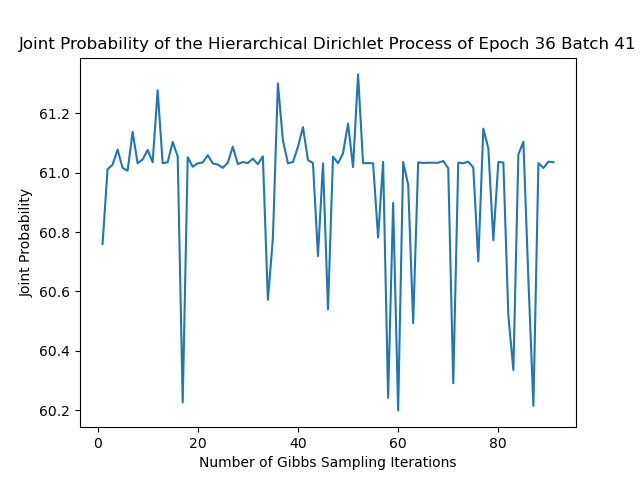 Joint Probability of the Hierarchical Dirichlet Process of Epoch 36 Batch 41
61.2
61.0
60.8
60.6
60.4
60.2
Joint Probability
0 20 40 60 80
Number of Gibbs Sampling Iterations